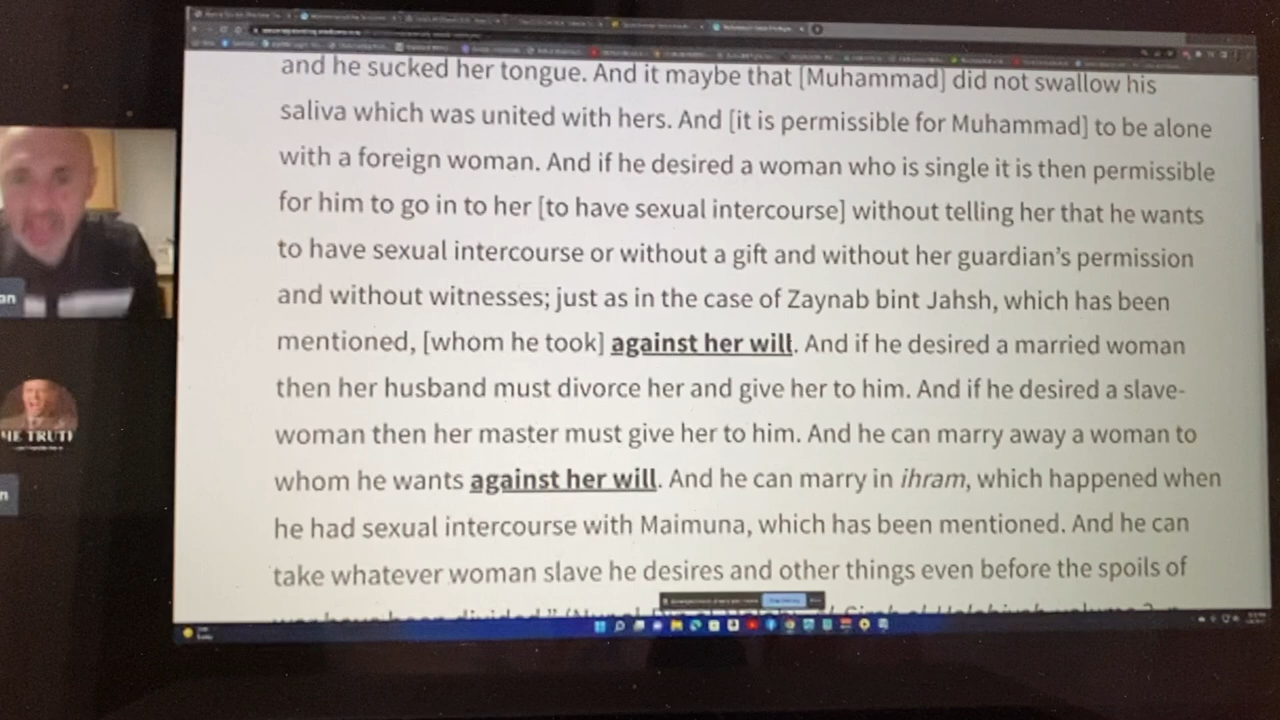 and he sucked her tongue. And it maybe that [Muhammad] did not swallow his
saliva which was united with hers. And [it is permissible for Muhammad] to be alone
with a foreign woman. And if he desired a woman who is single it is then permissible
for him to go in to her [to have sexual intercourse] without telling her that he wants
to have sexual intercourse or without a gift and without her guardian's permission
and without witnesses; just as in the case of Zaynab bint Jahsh, which has been
mentioned, [whom he took] against her will. And if he desired a married woman
then her husband must divorce her and give her to him. And if he desired a slave-
woman then her master must give her to him. And he can marry away a woman to
whom he wants against her will. And he can marry in ihram, which happened when
he had sexual intercourse with Maimuna, which has been mentioned. And he can
take whatever woman slave he desires and other things even before the spoils of
an
HE TRUTH
n